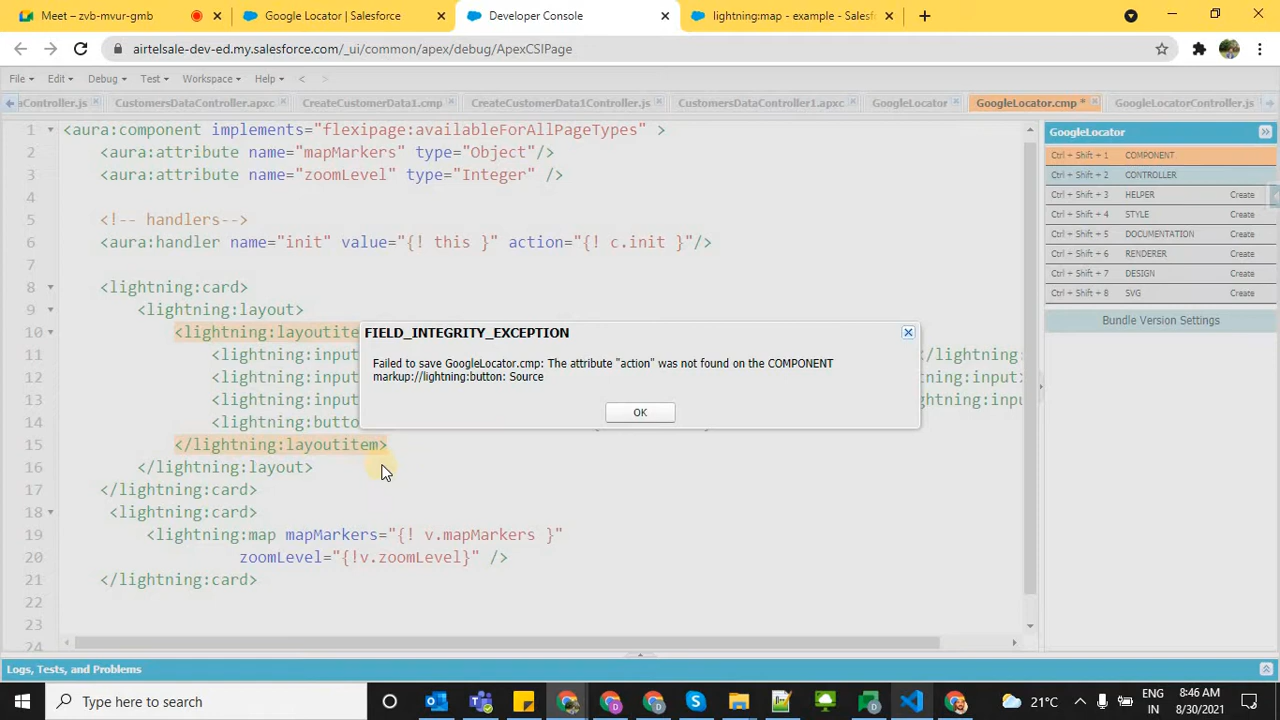 Meet – zvb-mvur-gmb
Google Locator | Salesforce
Developer Console
lightning:map - example - Salesf
airtelsale-dev-ed.my.salesforce.com/_ui/common/apex/debug/ApexCSIPage
File Edit Debug Test Workspace Help < >
aController.js CustomersDataController.apxc CreateCustomerData1.cmp CreateCustomerData1Controller.js CustomersDataController1.apxc GoogleLocator GoogleLocator.cmp * GoogleLocatorController.js
1 <aura:component implements="flexipage:availableForAllPageTypes" >
2 <aura:attribute name="mapMarkers" type="Object"/>
3 <aura:attribute name="zoomLevel" type="Integer" />
4
5 <!-- handlers-->
6 <aura:handler name="init" value="{! this }" action="{! c.init }"/>
7
8 <lightning:card>
9 <lightning:layout>
10 <lightning:layoutite
11 <lightning:input </lightning:input>
12 <lightning:input ghtning:input>
13 <lightning:input ghtning:inpu
14 <lightning:butto
15 </lightning:layoutitem>
16 </lightning:layout>
17 </lightning:card>
18 <lightning:card>
19 <lightning:map mapMarkers="{! v.mapMarkers }"
20 zoomLevel="{!v.zoomLevel}" />
21 </lightning:card>
22
23
24
FIELD_INTEGRITY_EXCEPTION
Failed to save GoogleLocator.cmp: The attribute "action" was not found on the COMPONENT
markup://lightning:button: Source
OK
GoogleLocator
Ctrl + Shift + 1 COMPONENT
Ctrl + Shift + 2 CONTROLLER
Ctrl + Shift + 3 HELPER Create
Ctrl + Shift + 4 STYLE Create
Ctrl + Shift + 5 DOCUMENTATION Create
Ctrl + Shift + 6 RENDERER Create
Ctrl + Shift + 7 DESIGN Create
Ctrl + Shift + 8 SVG Create
Bundle Version Settings
Logs, Tests, and Problems
Type here to search
21°C
ENG
IN
8:46 AM
8/30/2021